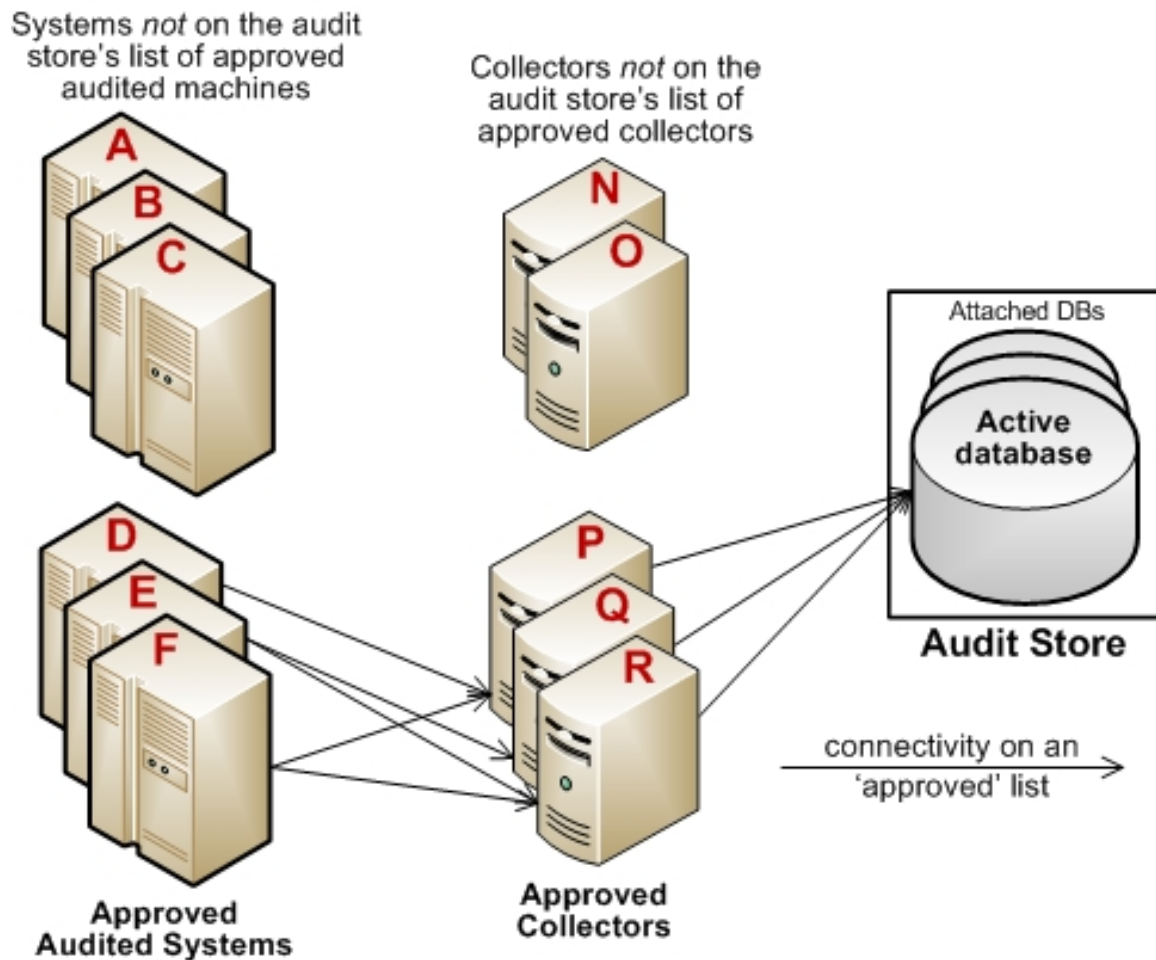 Systems not on the audit
store's list of approved
audited machines
A
B
C
Collectors not on the
audit store's list of
approved collectors
N
O
Attached DBs
Active
database
Audit Store
D
E
F
Approved
Audited Systems
P
Q
R
Approved
Collectors
connectivity on an
‘approved’ list